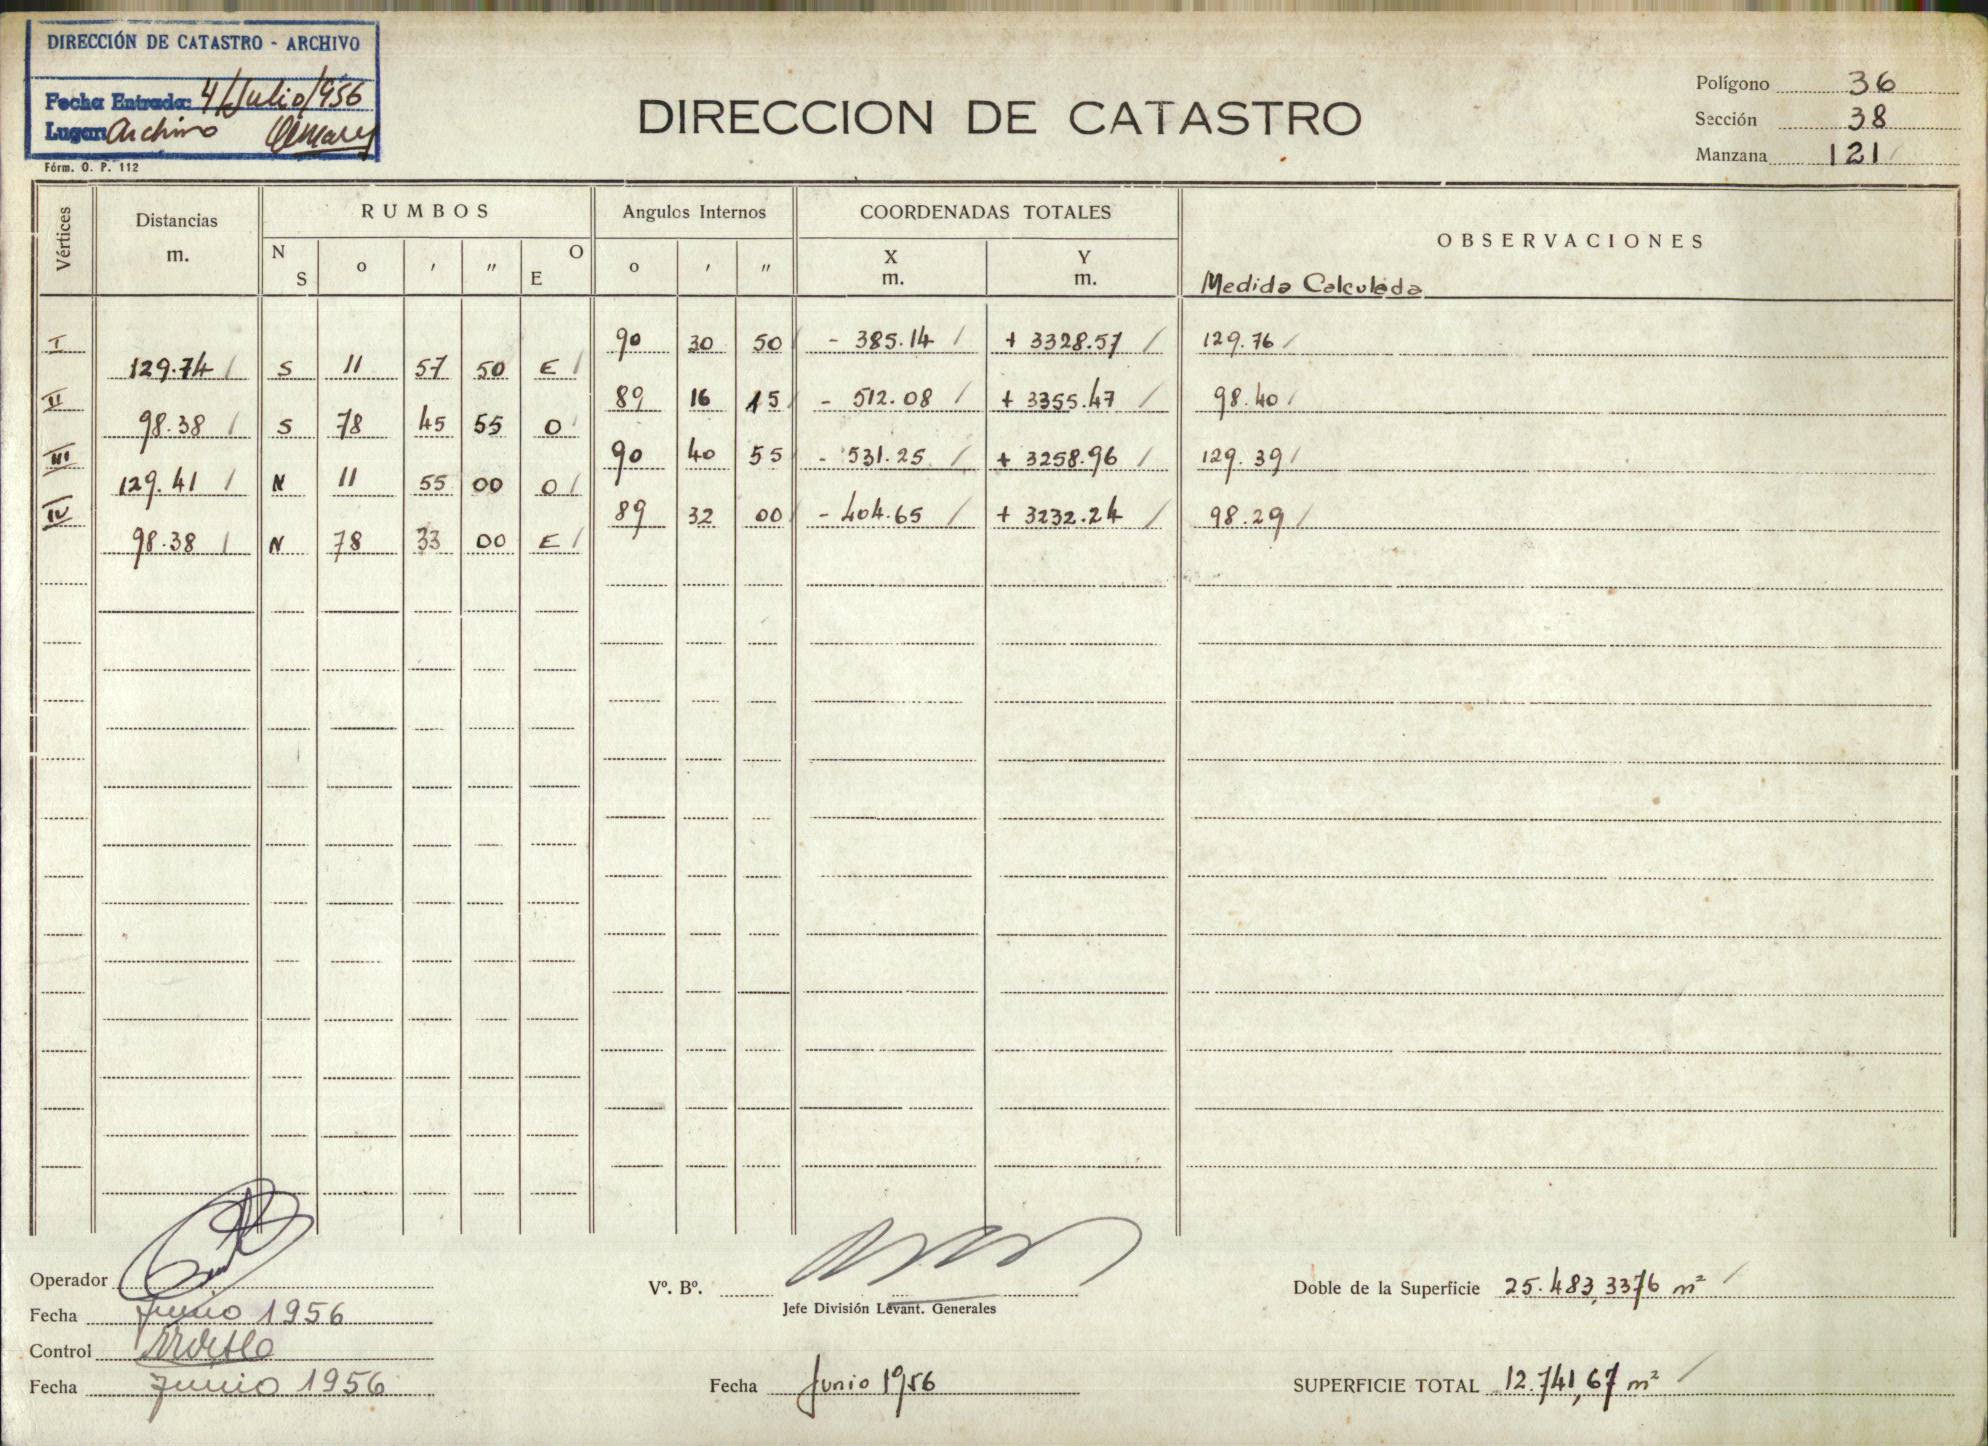 DIRECCIÓN DE CATASTRO - ARCHIVO
Fecha Entrada: 4/Julio/956
Lugar: Archivo
Fórm. O. P. 112
DIRECCION DE CATASTRO
Polígono 36
Sección 38
Manzana 121
Vértices
Distancias
m.
RUMBOS
N
S
o
'
"
O
E
Angulos Internos
o
'
"
COORDENADAS TOTALES
X
m.
Y
m.
OBSERVACIONES
Medida Calculada
I 90 30 50 - 385.14 + 3328.57 129.76
129.74 S 11 57 50 E
II 89 16 15 - 512.08 + 3355.47 98.40
98.38 S 78 45 55 O
III 90 40 55 - 531.25 + 3258.96 129.39
129.41 N 11 55 00 O
IV 89 32 00 - 404.65 + 3232.24 98.29
98.38 N 78 33 00 E
Operador
Fecha Junio 1956
Control
Fecha Junio 1956
Vº. Bº.
Jefe División Levant. Generales
Fecha Junio 1956
Doble de la Superficie 25.483,3376 m²
SUPERFICIE TOTAL 12.741,67 m²